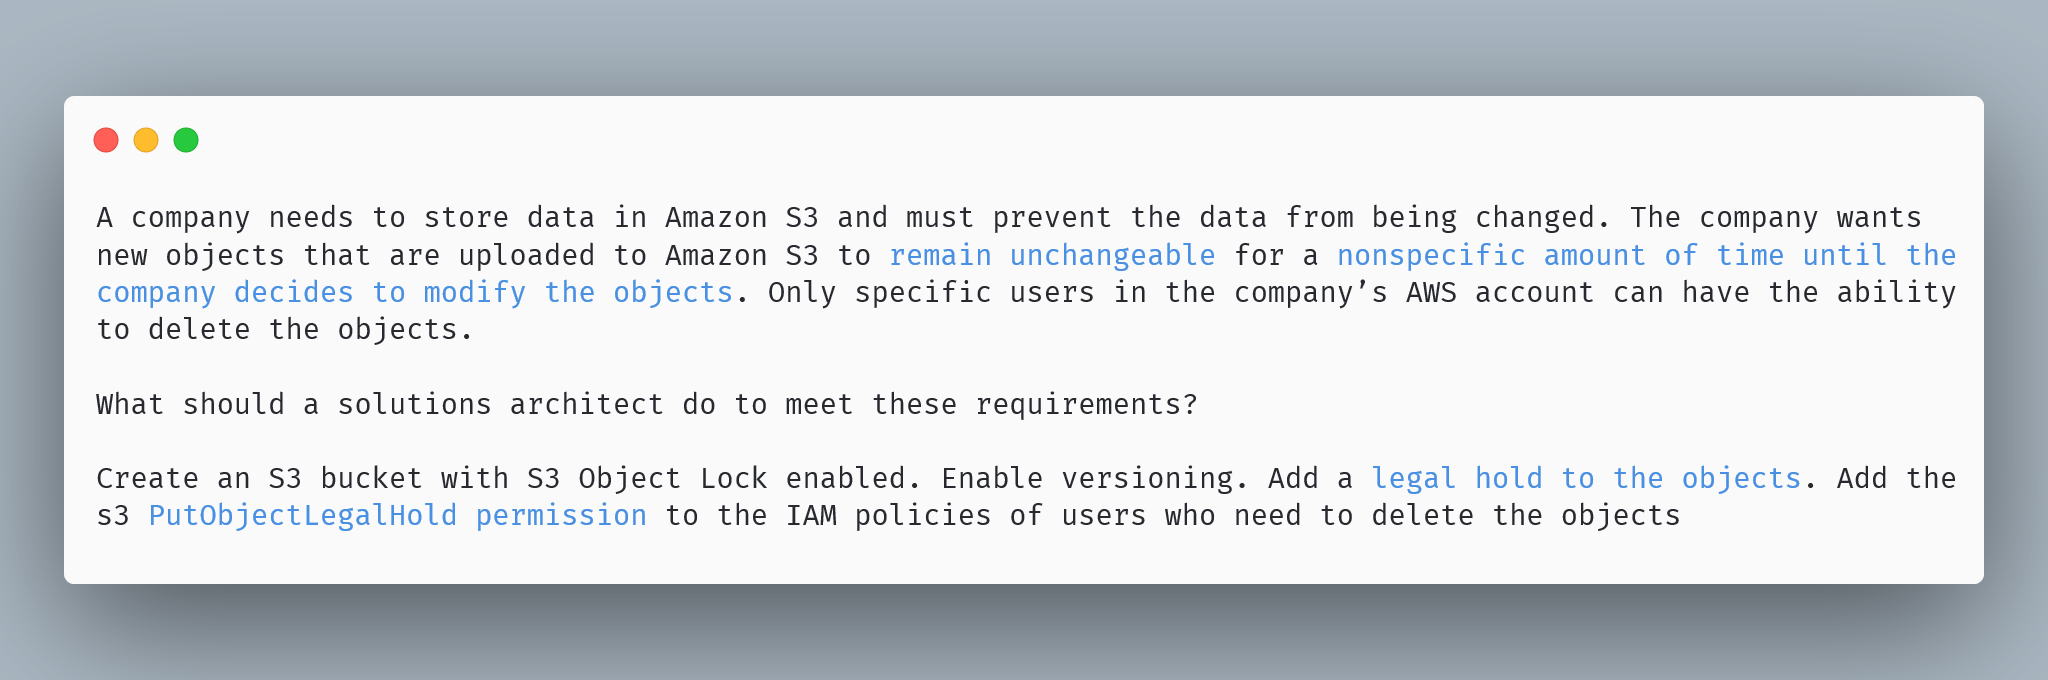 A company needs to store data in Amazon S3 and must prevent the data from being changed. The company wants
new objects that are uploaded to Amazon S3 to remain unchangeable for a nonspecific amount of time until the
company decides to modify the objects. Only specific users in the company’s AWS account can have the ability
to delete the objects.
What should a solutions architect do to meet these requirements?
Create an S3 bucket with S3 Object Lock enabled. Enable versioning. Add a legal hold to the objects. Add the
s3 PutObjectLegalHold permission to the IAM policies of users who need to delete the objects